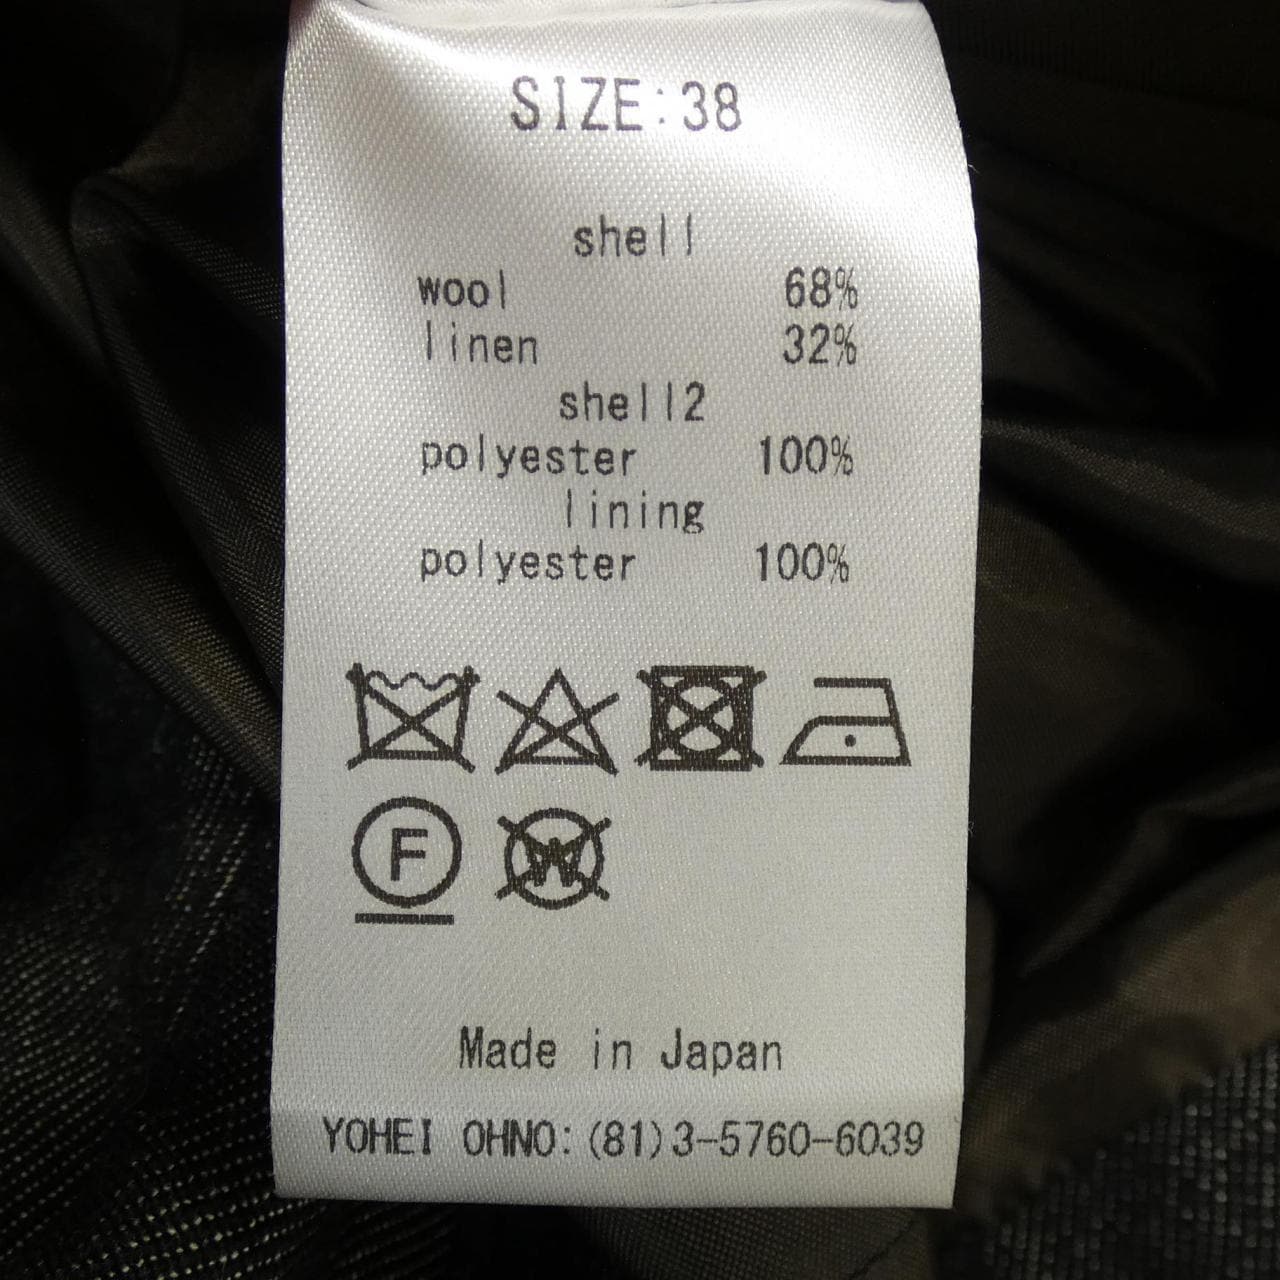 SIZE:38
shell
wool 68%
linen 32%
shell2
polyester 100%
lining
polyester 100%
F W
Made in Japan
YOHEI OHNO:(81)3-5760-6039